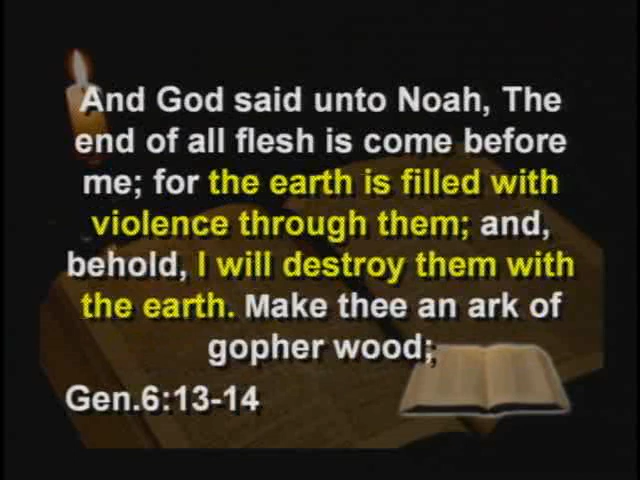 And God said unto Noah, The
end of all flesh is come before
me; for the earth is filled with
violence through them; and,
behold, I will destroy them with
the earth. Make thee an ark of
gopher wood;
Gen.6:13-14